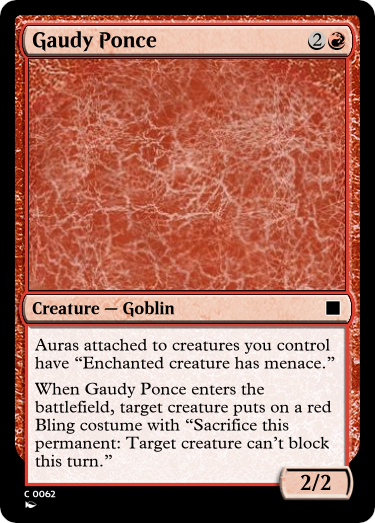 Gaudy Ponce 2
Creature — Goblin
Auras attached to creatures you control
have “Enchanted creature has menace.”
When Gaudy Ponce enters the
battlefield, target creature puts on a red
Bling costume with “Sacrifice this
permanent: Target creature can’t block
this turn.”
2/2
C 0062